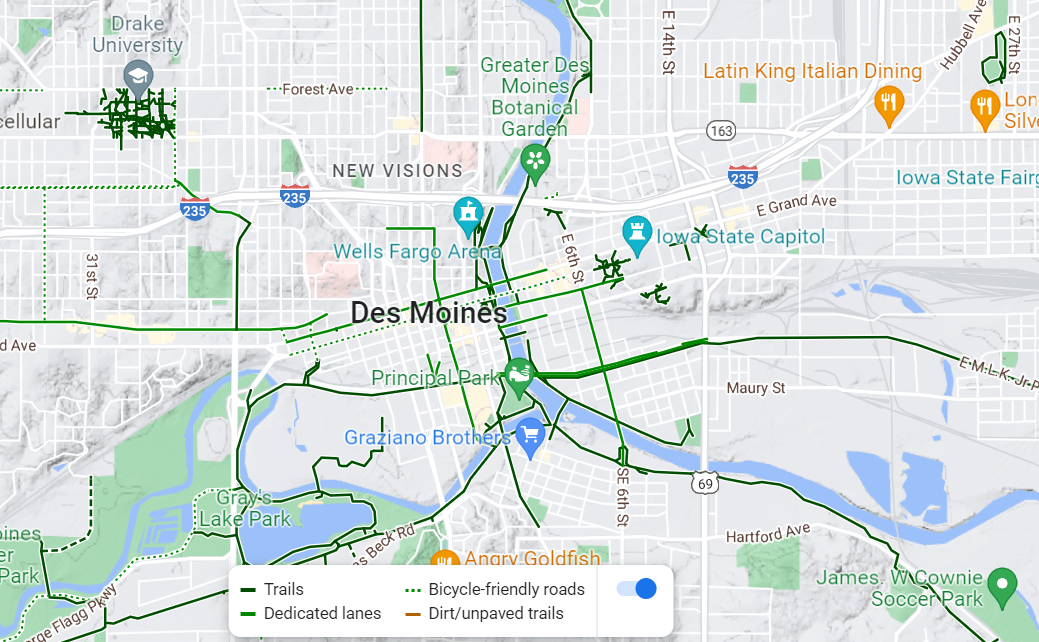 Drake
University
E 14th St
Hubbell Ave
E 27th St
Greater Des
Moines
Botanical
Garden
Latin King Italian Dining
Forest Ave
cellular
Lon
Silve
163
NEW VISIONS
235
235
235
Iowa State Fairg
E Grand Ave
Wells Fargo Arena
E 6th St
Iowa State Capitol
31st St
Des Moines
d Ave
E M.L.K. Jr P
Principal Park
Maury St
Graziano Brothers
69
SE 6th St
Gray's
Lake Park
oines
er
Park
s Beck Rd
Hartford Ave
Angry Goldfish
James. W Cownie
Soccer Park
rge Flagg Pkwy
Trails
Bicycle-friendly roads
Dedicated lanes
Dirt/unpaved trails